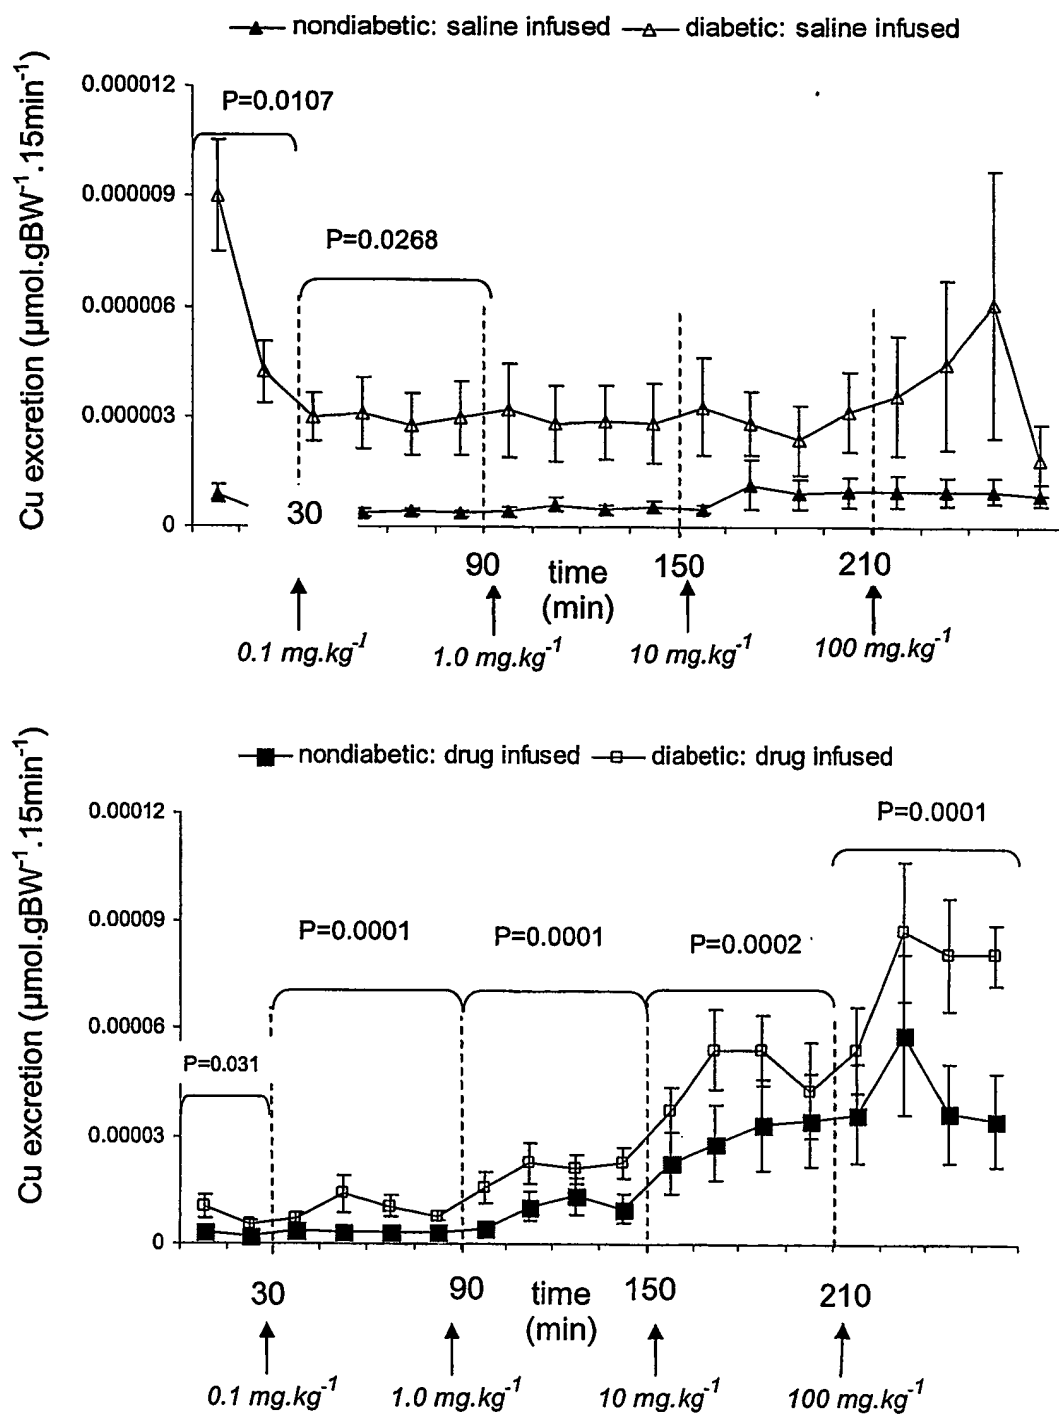 nondiabetic: saline infused diabetic: saline infused
Cu excretion (µmol.gBW⁻¹.15min⁻¹)
0.000012
P=0.0107
0.000009
P=0.0268
0.000006
0.000003
0
30
90 time 150 210
(min)
0.1 mg.kg⁻¹ 1.0 mg.kg⁻¹ 10 mg.kg⁻¹ 100 mg.kg⁻¹
nondiabetic: drug infused diabetic: drug infused
Cu excretion (µmol.gBW⁻¹.15min⁻¹)
0.00012
P=0.0001
0.00009
P=0.0001 P=0.0001 P=0.0002
0.00006
P=0.031
0.00003
0
30 90 time 150 210
(min)
0.1 mg.kg⁻¹ 1.0 mg.kg⁻¹ 10 mg.kg⁻¹ 100 mg.kg⁻¹